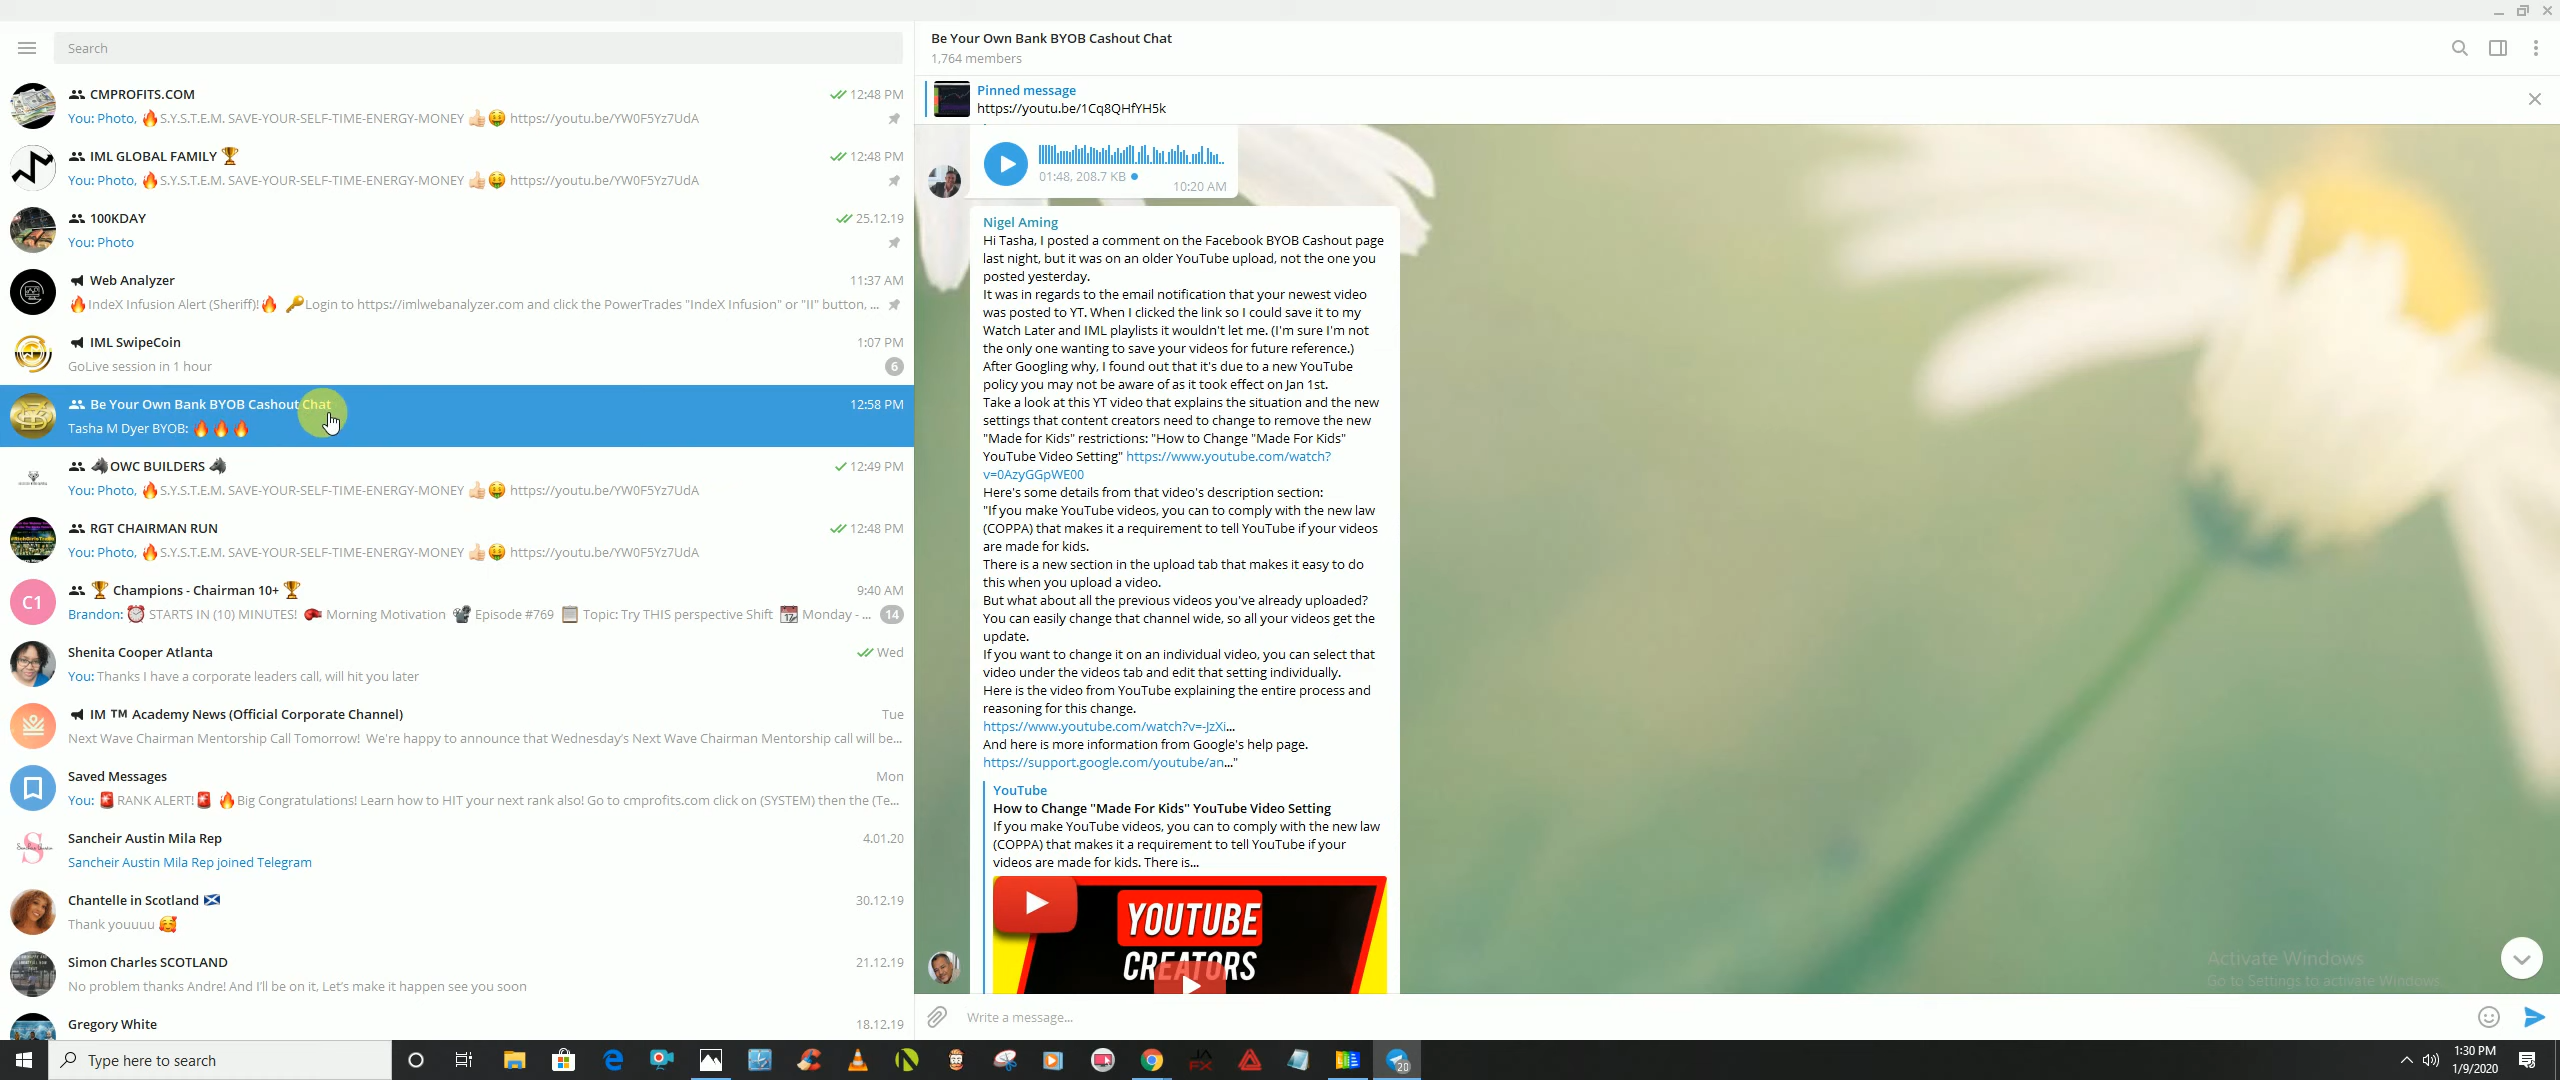 Search
CMPROFITS.COM
12:48 PM
You: Photo, 🔥S.Y.S.T.E.M. SAVE-YOUR-SELF-TIME-ENERGY-MONEY 👍🏻🤑 https://youtu.be/YW0F5Yz7UdA
IML GLOBAL FAMILY 🏆
12:48 PM
You: Photo, 🔥S.Y.S.T.E.M. SAVE-YOUR-SELF-TIME-ENERGY-MONEY 👍🏻🤑 https://youtu.be/YW0F5Yz7UdA
100KDAY
25.12.19
You: Photo
Web Analyzer
11:37 AM
🔥IndeX Infusion Alert (Sheriff)!🔥 🔑Login to https://imlwebanalyzer.com and click the PowerTrades "IndeX Infusion" or "II" button, ...
IML SwipeCoin
1:07 PM
GoLive session in 1 hour
6
Be Your Own Bank BYOB Cashout Chat
12:58 PM
Tasha M Dyer BYOB: 🔥🔥🔥
🐺OWC BUILDERS 🐺
12:49 PM
You: Photo, 🔥S.Y.S.T.E.M. SAVE-YOUR-SELF-TIME-ENERGY-MONEY 👍🏻🤑 https://youtu.be/YW0F5Yz7UdA
RGT CHAIRMAN RUN
12:48 PM
You: Photo, 🔥S.Y.S.T.E.M. SAVE-YOUR-SELF-TIME-ENERGY-MONEY 👍🏻🤑 https://youtu.be/YW0F5Yz7UdA
C1
🏆 Champions - Chairman 10+ 🏆
9:40 AM
Brandon: ⏰ STARTS IN (10) MINUTES! 🥊 Morning Motivation 📽 Episode #769 📋 Topic: Try THIS perspective Shift 📆 Monday - ...
14
Shenita Cooper Atlanta
Wed
You: Thanks I have a corporate leaders call, will hit you later
IM ™ Academy News (Official Corporate Channel)
Tue
Next Wave Chairman Mentorship Call Tomorrow!  We're happy to announce that Wednesday's Next Wave Chairman Mentorship call will be...
Saved Messages
Mon
You: 🚨RANK ALERT!🚨 🔥Big Congratulations! Learn how to HIT your next rank also! Go to cmprofits.com click on (SYSTEM) then the (Te...
Sancheir Austin Mila Rep
4.01.20
Sancheir Austin Mila Rep joined Telegram
Chantelle in Scotland 🏴󠁧󠁢󠁳󠁣󠁴󠁿
30.12.19
Thank youuuu 🥰
Simon Charles SCOTLAND
21.12.19
No problem thanks Andre! And I'll be on it, Let's make it happen see you soon
Gregory White
18.12.19
Be Your Own Bank BYOB Cashout Chat
1,764 members
Pinned message
https://youtu.be/1Cq8QHfYH5k
01:48, 208.7 KB
10:20 AM
Nigel Aming
Hi Tasha, I posted a comment on the Facebook BYOB Cashout page
last night, but it was on an older YouTube upload, not the one you
posted yesterday.
It was in regards to the email notification that your newest video
was posted to YT. When I clicked the link so I could save it to my
Watch Later and IML playlists it wouldn't let me. (I'm sure I'm not
the only one wanting to save your videos for future reference.)
After Googling why, I found out that it's due to a new YouTube
policy you may not be aware of as it took effect on Jan 1st.
Take a look at this YT video that explains the situation and the new
settings that content creators need to change to remove the new
"Made for Kids" restrictions: "How to Change "Made For Kids"
YouTube Video Setting" https://www.youtube.com/watch?
v=0AzyGGpWE00
Here's some details from that video's description section:
"If you make YouTube videos, you can to comply with the new law
(COPPA) that makes it a requirement to tell YouTube if your videos
are made for kids.
There is a new section in the upload tab that makes it easy to do
this when you upload a video.
But what about all the previous videos you've already uploaded?
You can easily change that channel wide, so all your videos get the
update.
If you want to change it on an individual video, you can select that
video under the videos tab and edit that setting individually.
Here is the video from YouTube explaining the entire process and
reasoning for this change.
https://www.youtube.com/watch?v=-JzXi...
And here is more information from Google's help page.
https://support.google.com/youtube/an..."
YouTube
How to Change "Made For Kids" YouTube Video Setting
If you make YouTube videos, you can to comply with the new law
(COPPA) that makes it a requirement to tell YouTube if your
videos are made for kids. There is...
YOUTUBE
CREATORS
Activate Windows
Go to Settings to activate Windows.
Write a message...
Type here to search
20
1:30 PM
1/9/2020